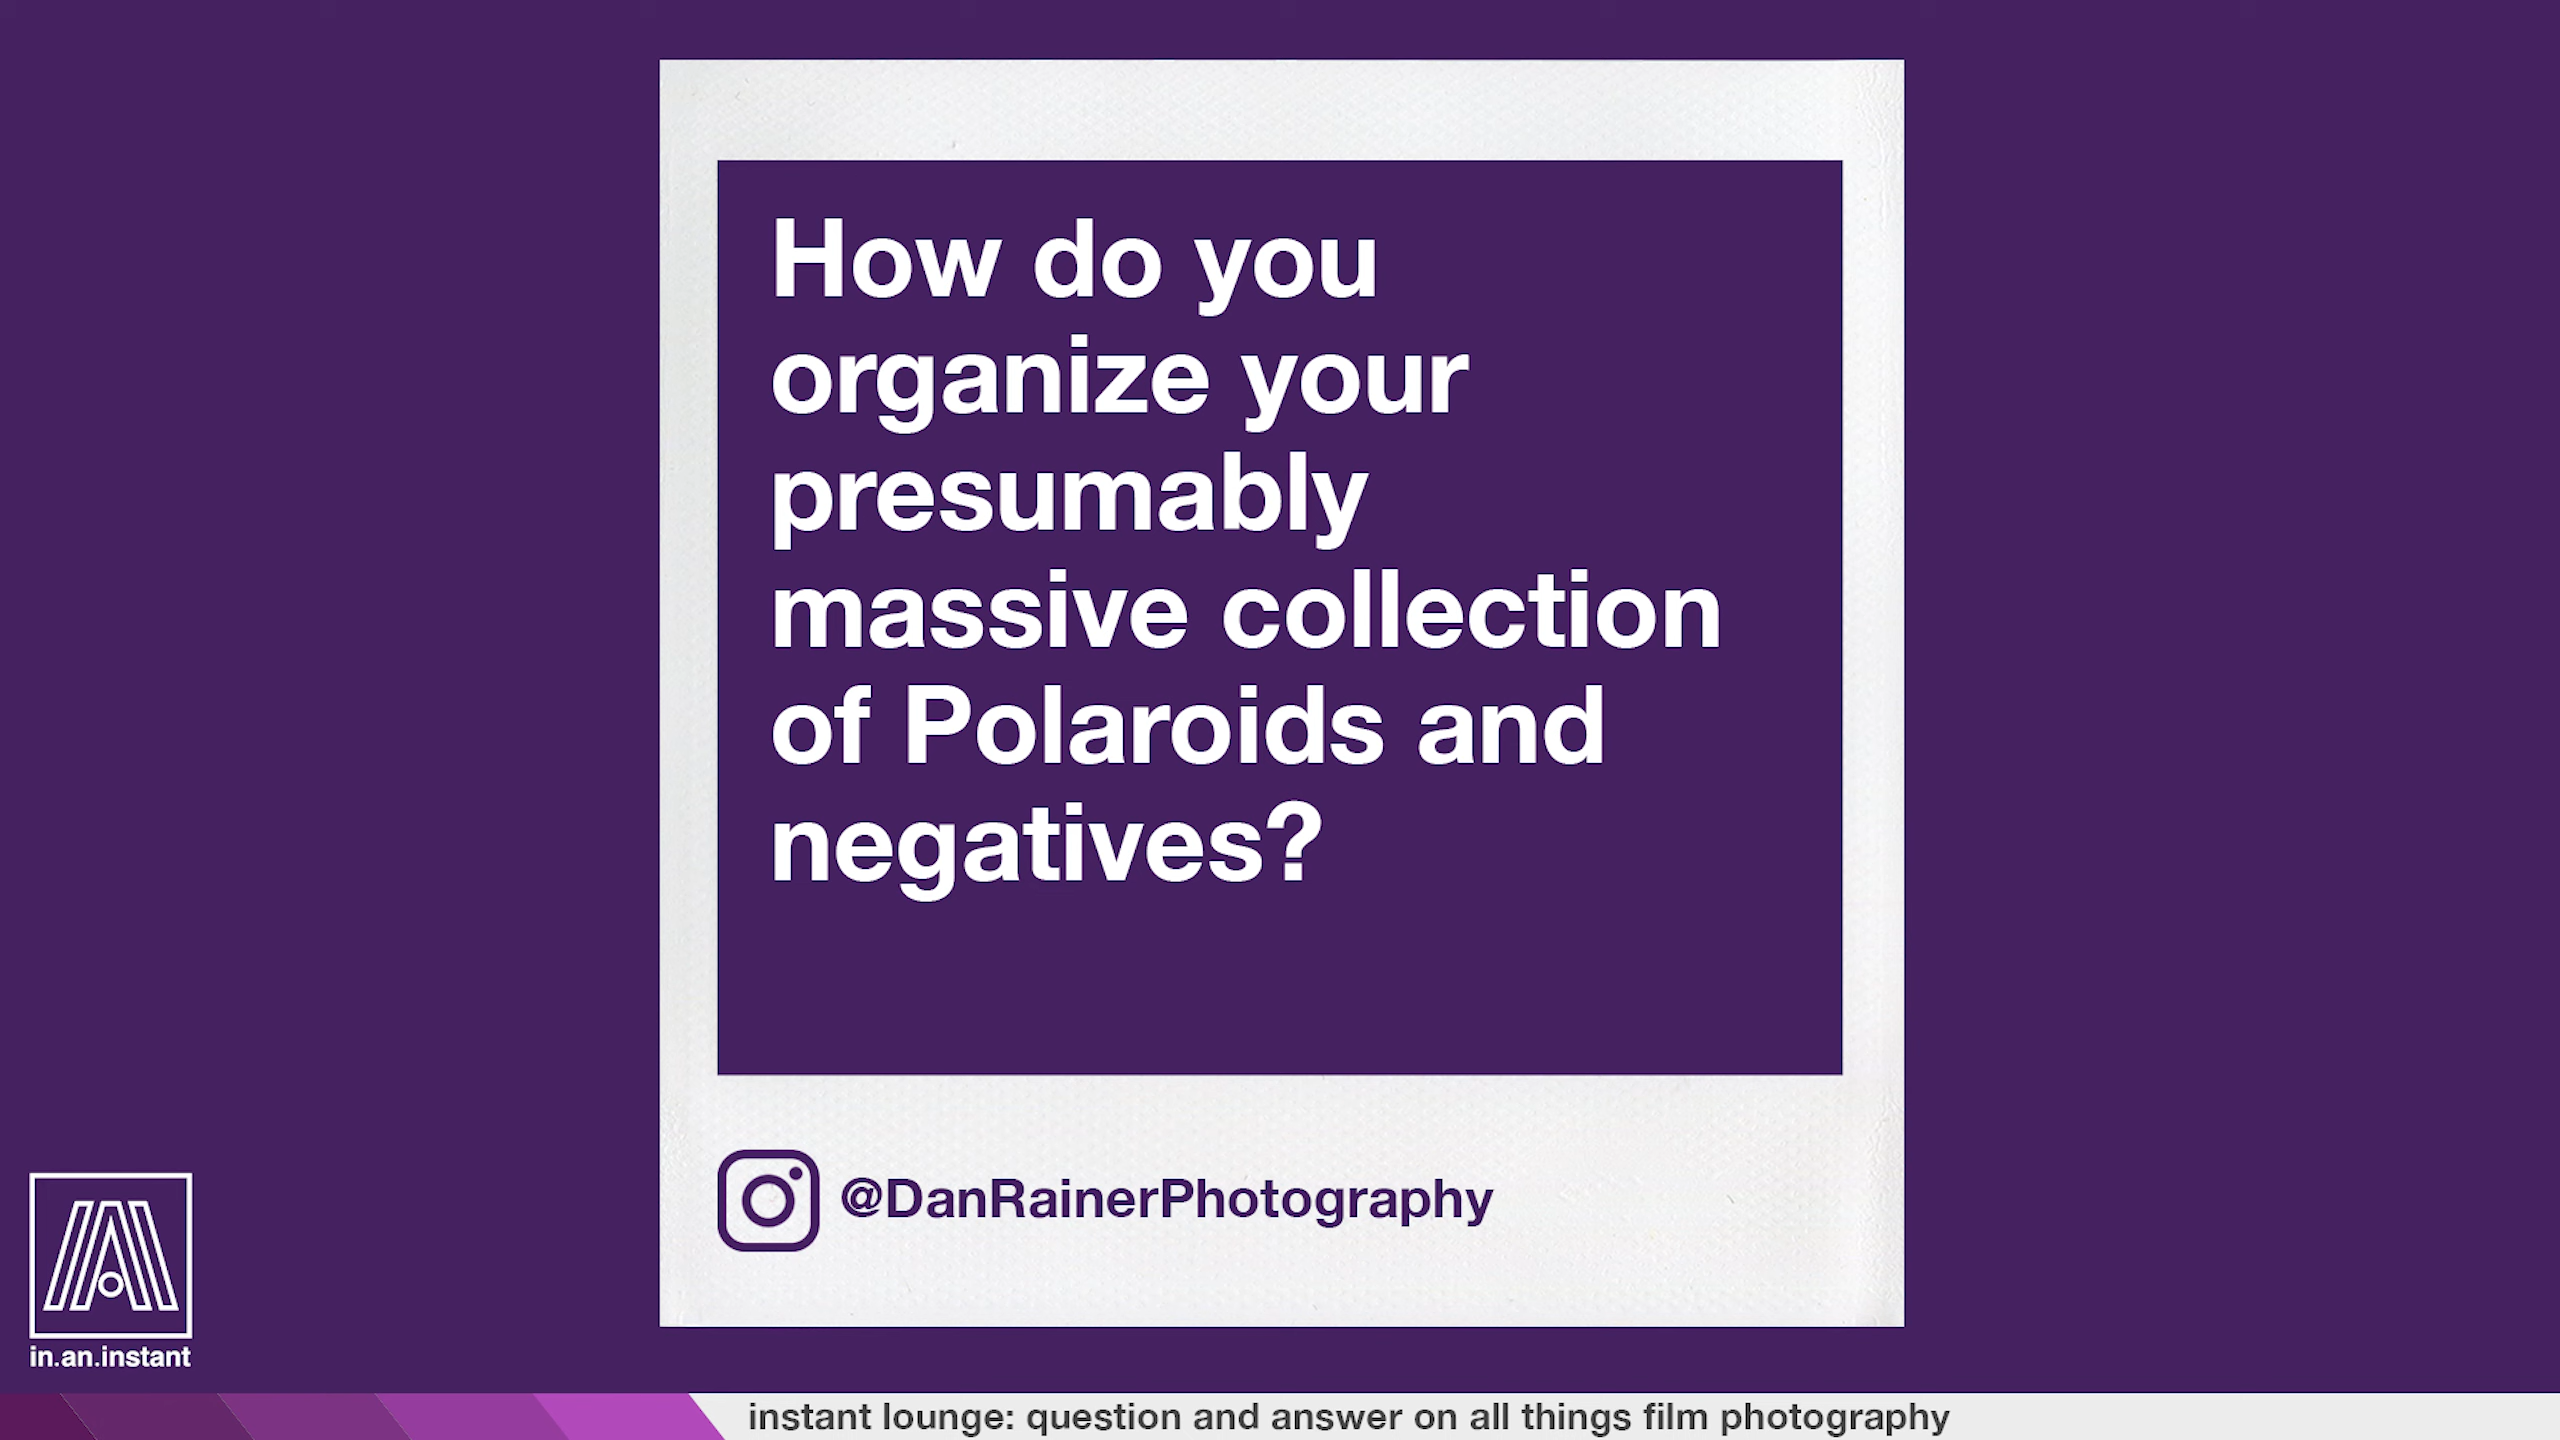 How do you
organize your
presumably
massive collection
of Polaroids and
negatives?
@DanRainerPhotography
in.an.instant
instant lounge: question and answer on all things film photography